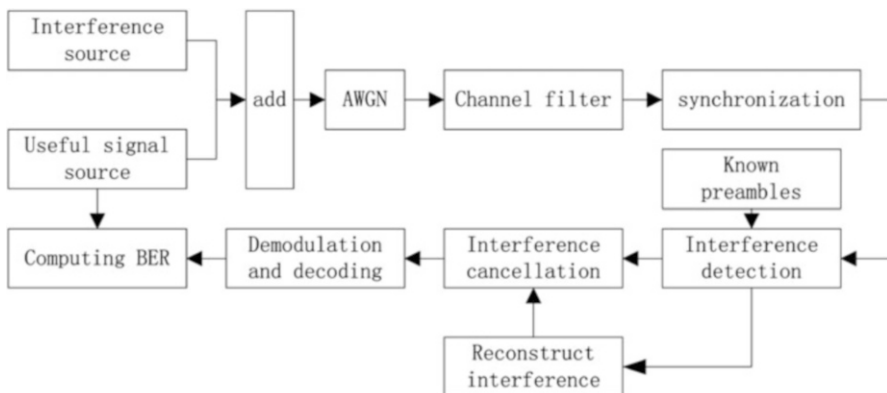 Interference
source
add
AWGN
Channel filter
synchronization
Useful signal
source
Known
preambles
Computing BER
Demodulation
and decoding
Interference
cancellation
Interference
detection
Reconstruct
interference